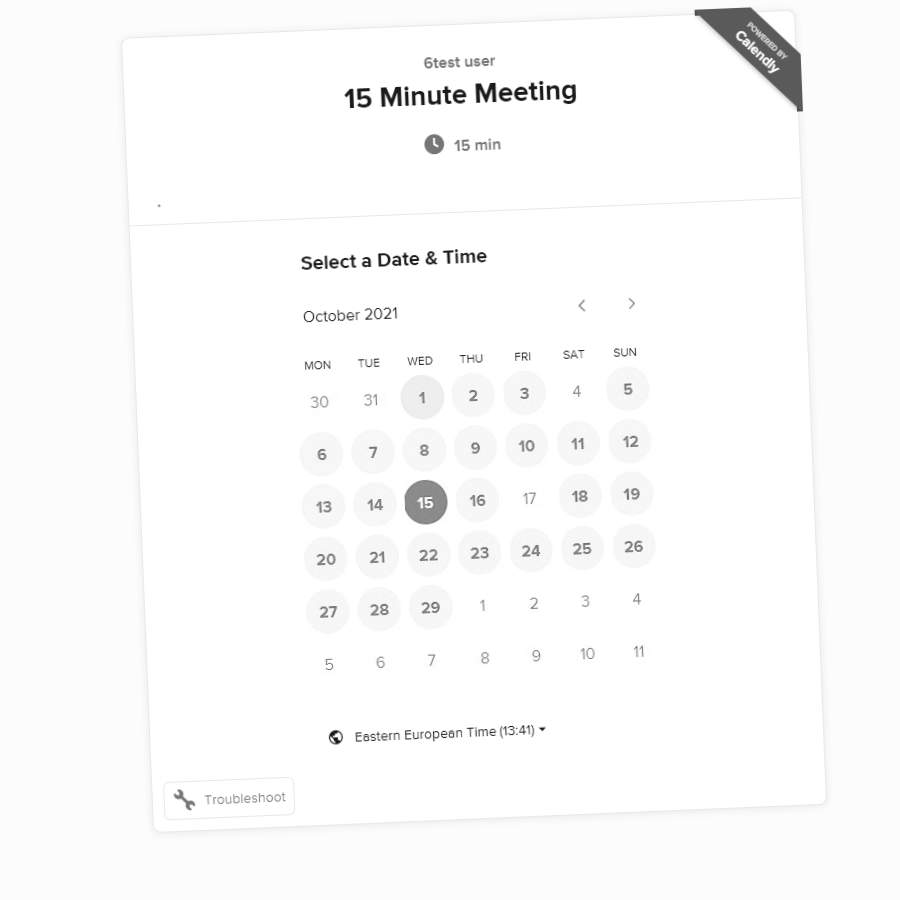 POWERED BY
Calendly
6test user
15 Minute Meeting
15 min
.
Select a Date & Time
October 2021
MON TUE WED THU FRI SAT SUN
30 31 1 2 3 4 5
6 7 8 9 10 11 12
13 14 15 16 17 18 19
20 21 22 23 24 25 26
27 28 29 1 2 3 4
5 6 7 8 9 10 11
Eastern European Time (13:41)
Troubleshoot